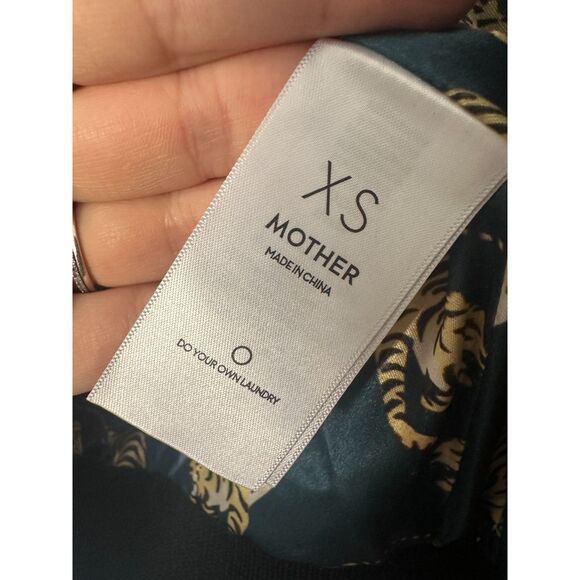 XS
MOTHER
MADE IN CHINA
DO YOUR OWN LAUNDRY